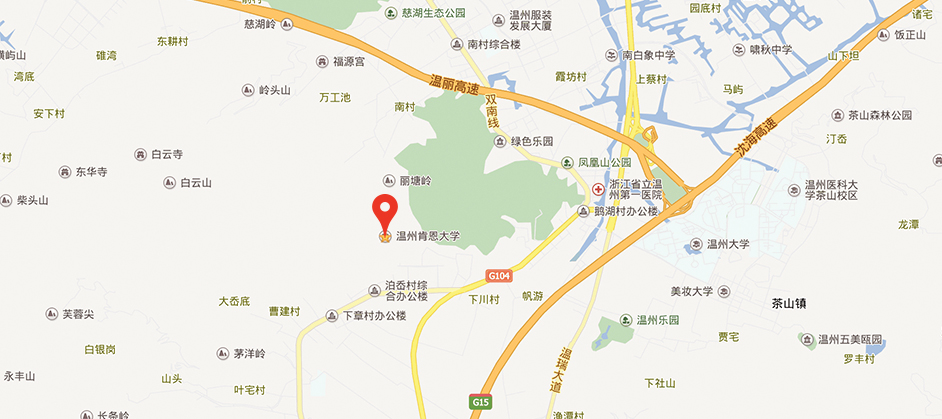 慈湖生态公园
慈湖岭
温州服装
发展大厦
园底村
诸宅
饭正山
东耕村
碓湾
南村综合楼
福源宫
南白象中学
啸秋中学
山下坦
湾底
温丽高速
霞坊村
上蔡村
岭头山
万工池
马屿
安下村
南村
双南线
茶山森林公园
沈海高速
汀岙
绿色乐园
白云寺
凤凰山公园
东华寺
白云山
丽塘岭
浙江省立温
州第一医院
温州医科大
学茶山校区
柴头山
鹅湖村办公楼
龙潭
温州肯恩大学
温州大学
G104
泊岙村综
合办公楼
美妆大学
大岙底
下川村
帆游
茶山镇
曹建村
芙蓉尖
下章村办公楼
温州乐园
贾宅
温州五美瓯园
白银岗
茅洋岭
罗丰村
温瑞大道
永丰山
山头
叶宅村
下社山
G15
长条岭
渔潭村